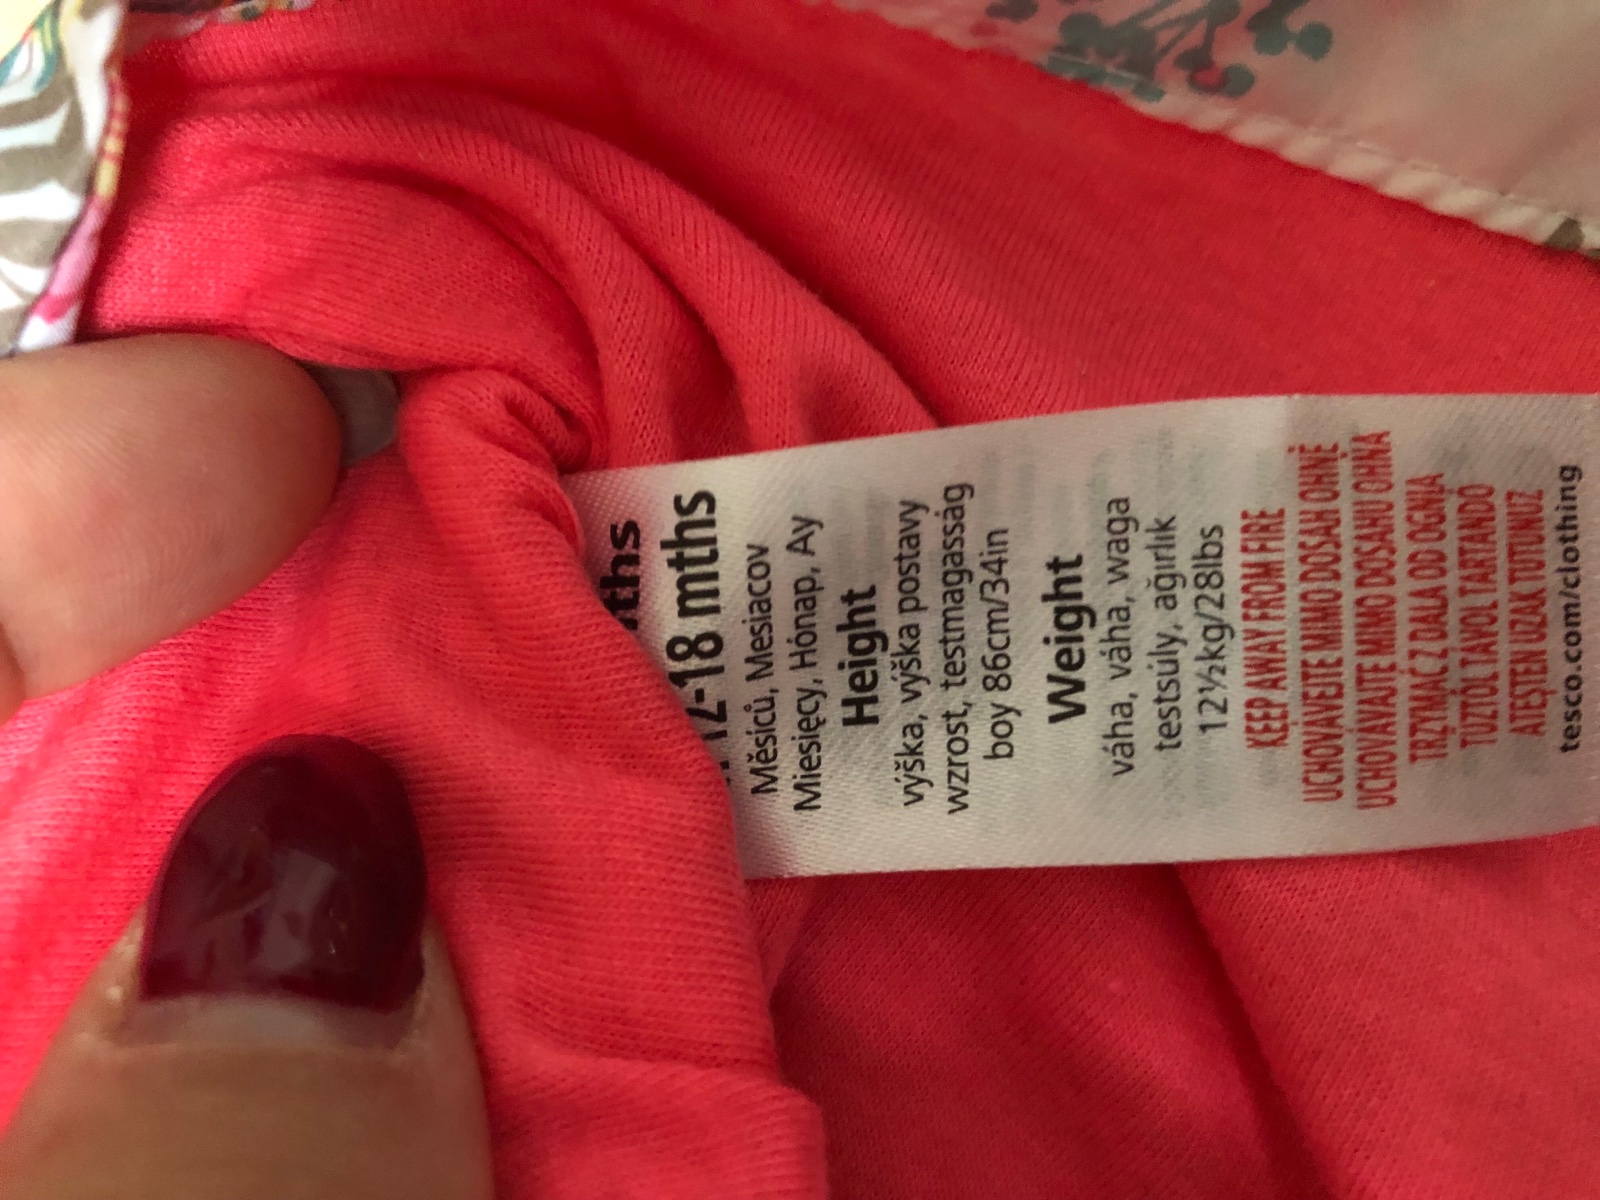 12-18 mths
Měsíců, Mesiacov
Miesięcy, Hónap, Ay
Height
výška, výška postavy
wzrost, testmagasság
boy 86cm/34in
Weight
váha, váha, waga
testsúly, ağırlık
12½kg/28lbs
KEEP AWAY FROM FIRE
UCHOVÁVEJTE MIMO DOSAH OHNĚ
UCHOVÁVAJTE MIMO DOSAHU OHŇA
TRZYMAĆ Z DALA OD OGNIA
TŰZTŐL TÁVOL TARTANDÓ
ATEŞTEN UZAK TUTUNUZ
tesco.com/clothing